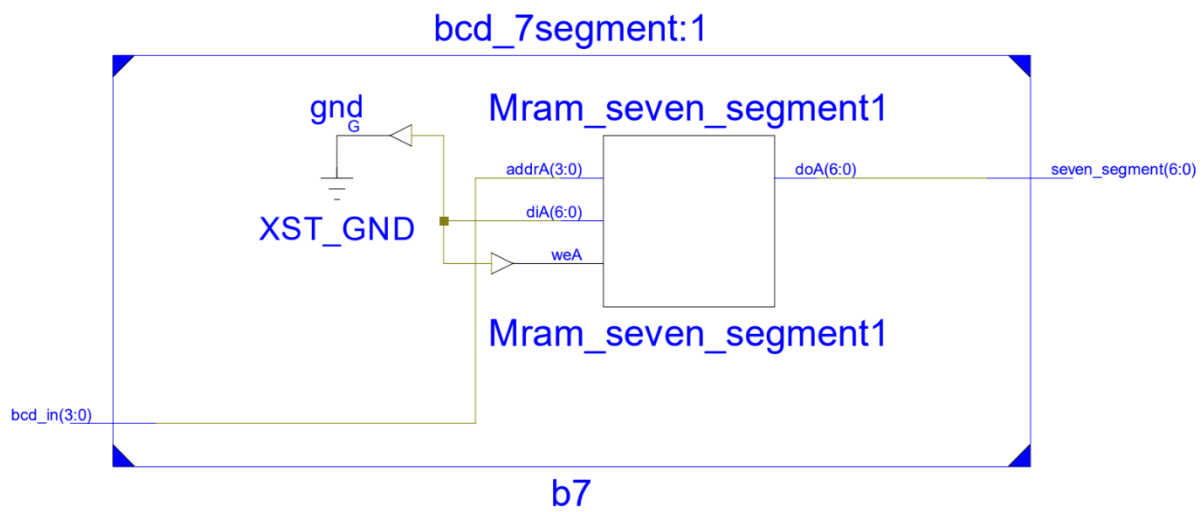 bcd_7segment:1
gnd
G
XST_GND
Mram_seven_segment1
addrA(3:0)
diA(6:0)
weA
doA(6:0)
Mram_seven_segment1
seven_segment(6:0)
bcd_in(3:0)
b7